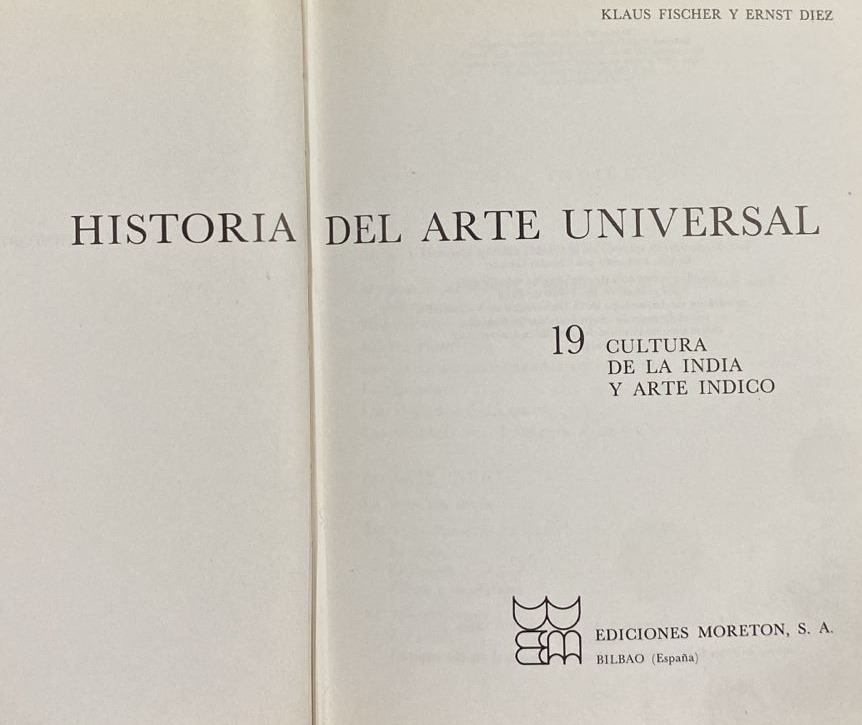 KLAUS FISCHER Y ERNST DIEZ
HISTORIA DEL ARTE UNIVERSAL
19 CULTURA
DE LA INDIA
Y ARTE INDICO
EDICIONES MORETON, S. A.
BILBAO (España)